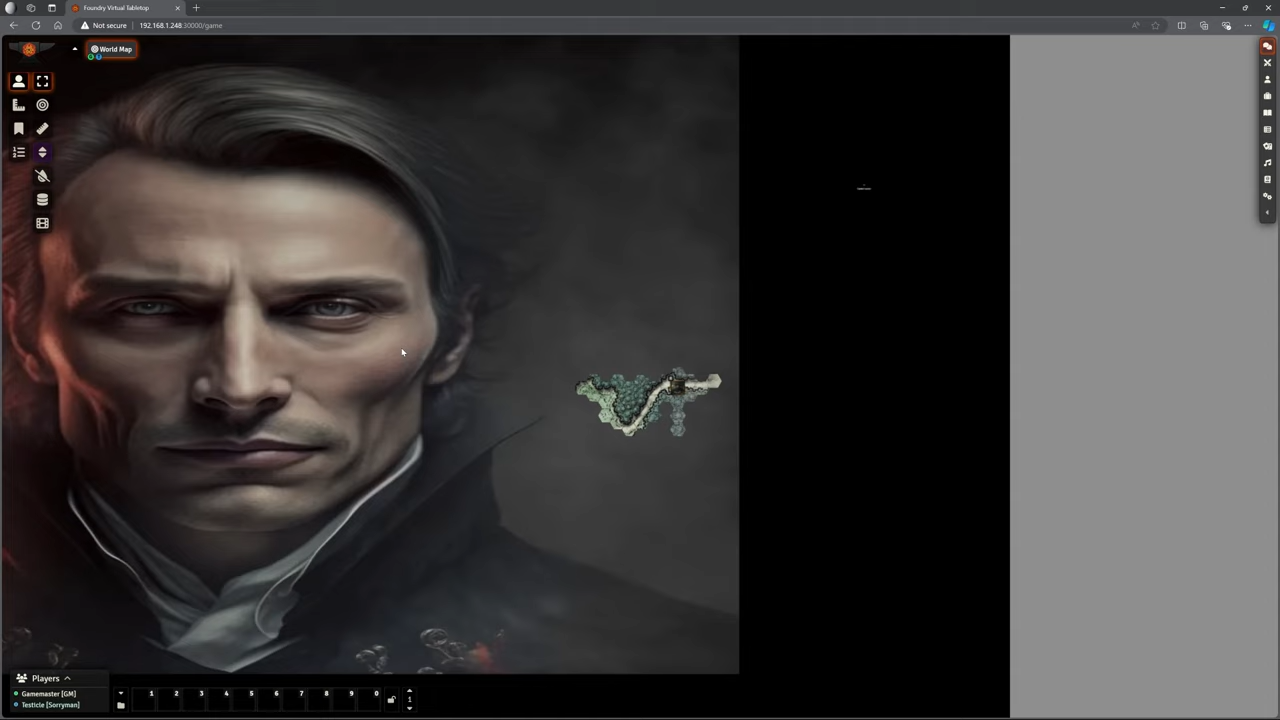 Foundry Virtual Tabletop
Not secure
192.168.1.248:30000/game
World Map
G
T
Players
Gamemaster [GM]
Testicle [Sorryman]
1 2 3 4 5 6 7 8 9 0
1